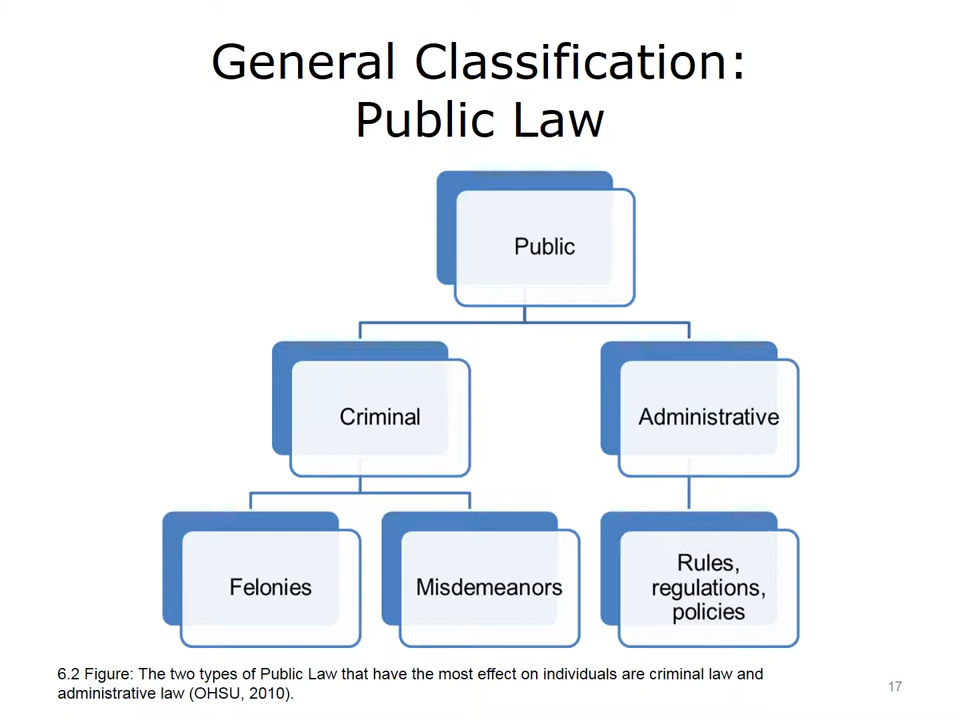 General Classification:
Public Law
Public
Criminal
Administrative
Felonies
Misdemeanors
Rules,
regulations,
policies
6.2 Figure: The two types of Public Law that have the most effect on individuals are criminal law and
administrative law (OHSU, 2010).
17